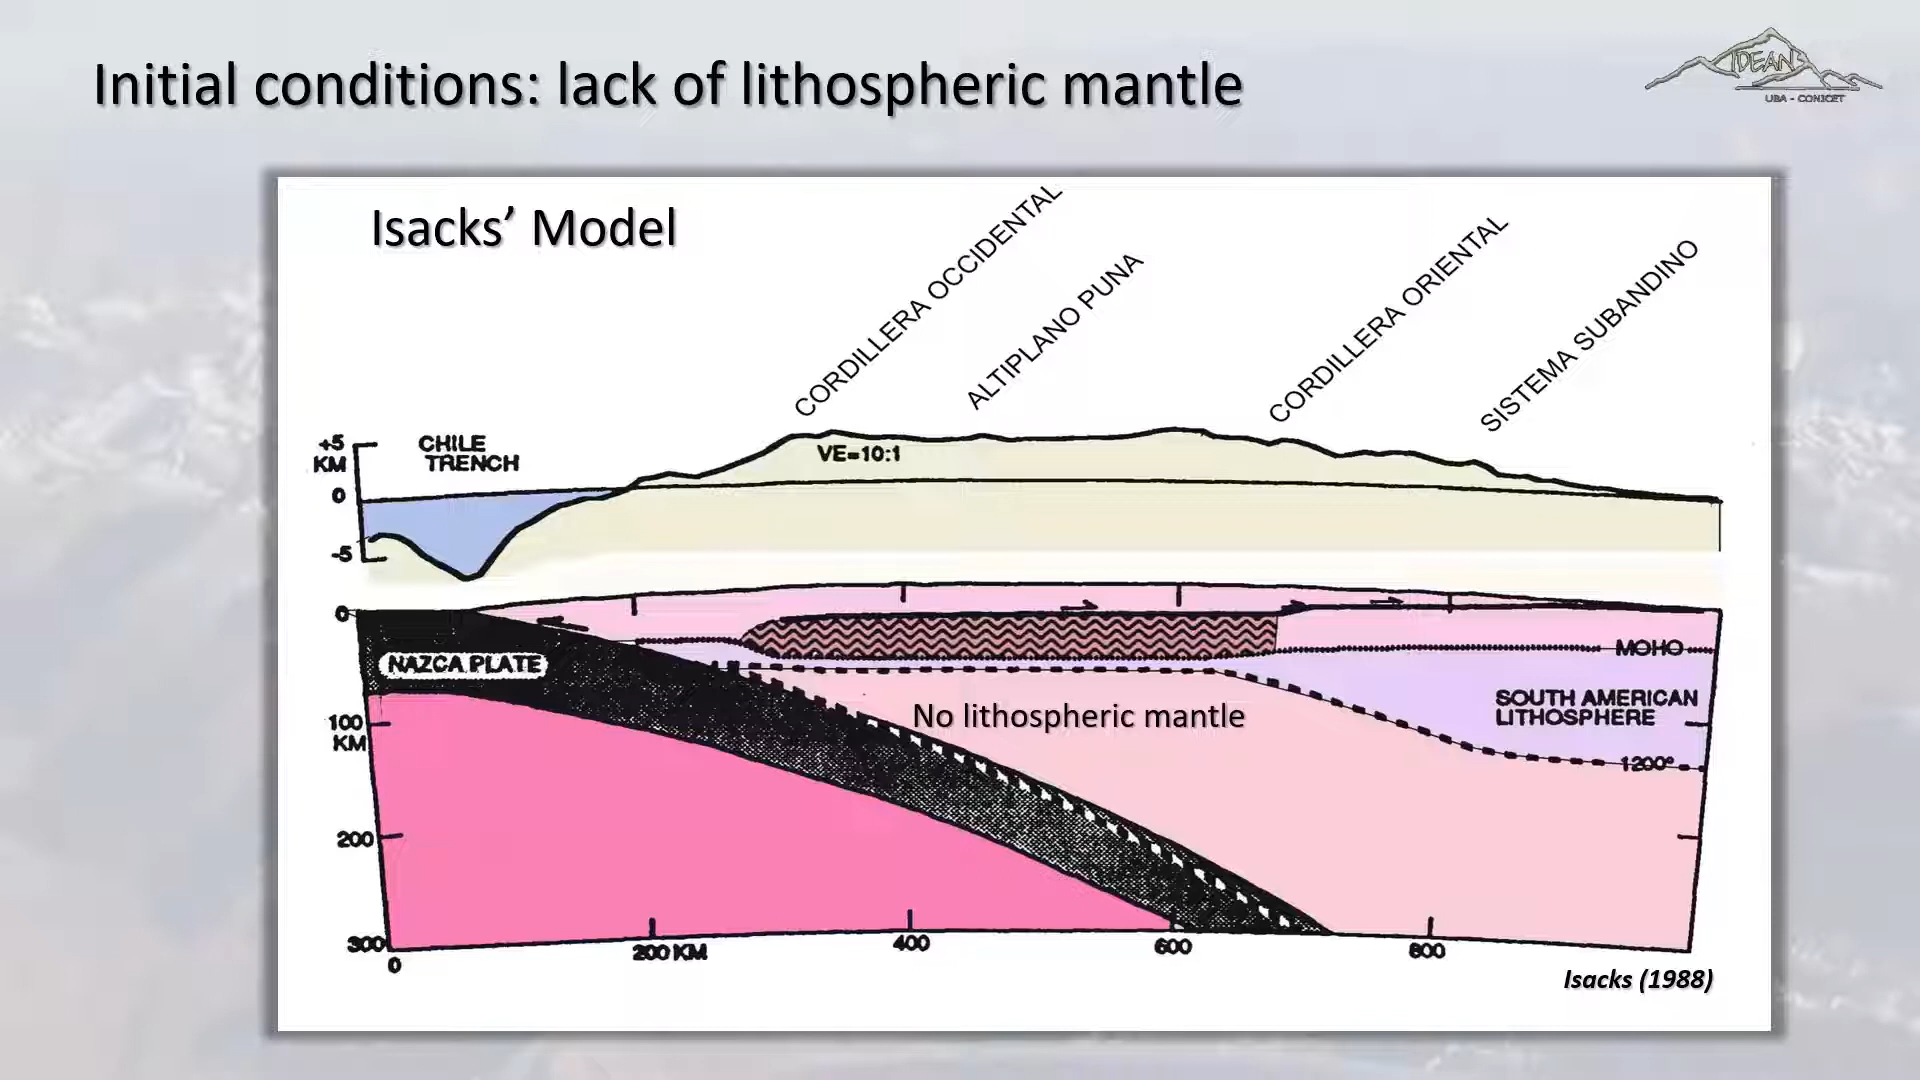 Initial conditions: lack of lithospheric mantle
IDEAN
UBA - CONICET
Isacks’ Model
CORDILLERA OCCIDENTAL
ALTIPLANO PUNA
CORDILLERA ORIENTAL
SISTEMA SUBANDINO
+5
KM
0
-5
CHILE
TRENCH
VE=10:1
0
NAZCA PLATE
MOHO
SOUTH AMERICAN
LITHOSPHERE
No lithospheric mantle
100
KM
1200°
200
300
0
200 KM
400
600
800
Isacks (1988)